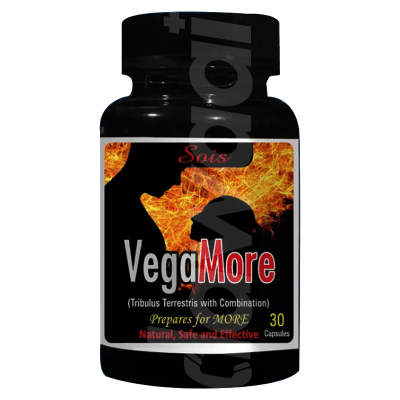 Sois
VegaMore
(Tribulus Terrestris with Combination)
Prepares for MORE
30
Capsules
Natural, Safe and Effective